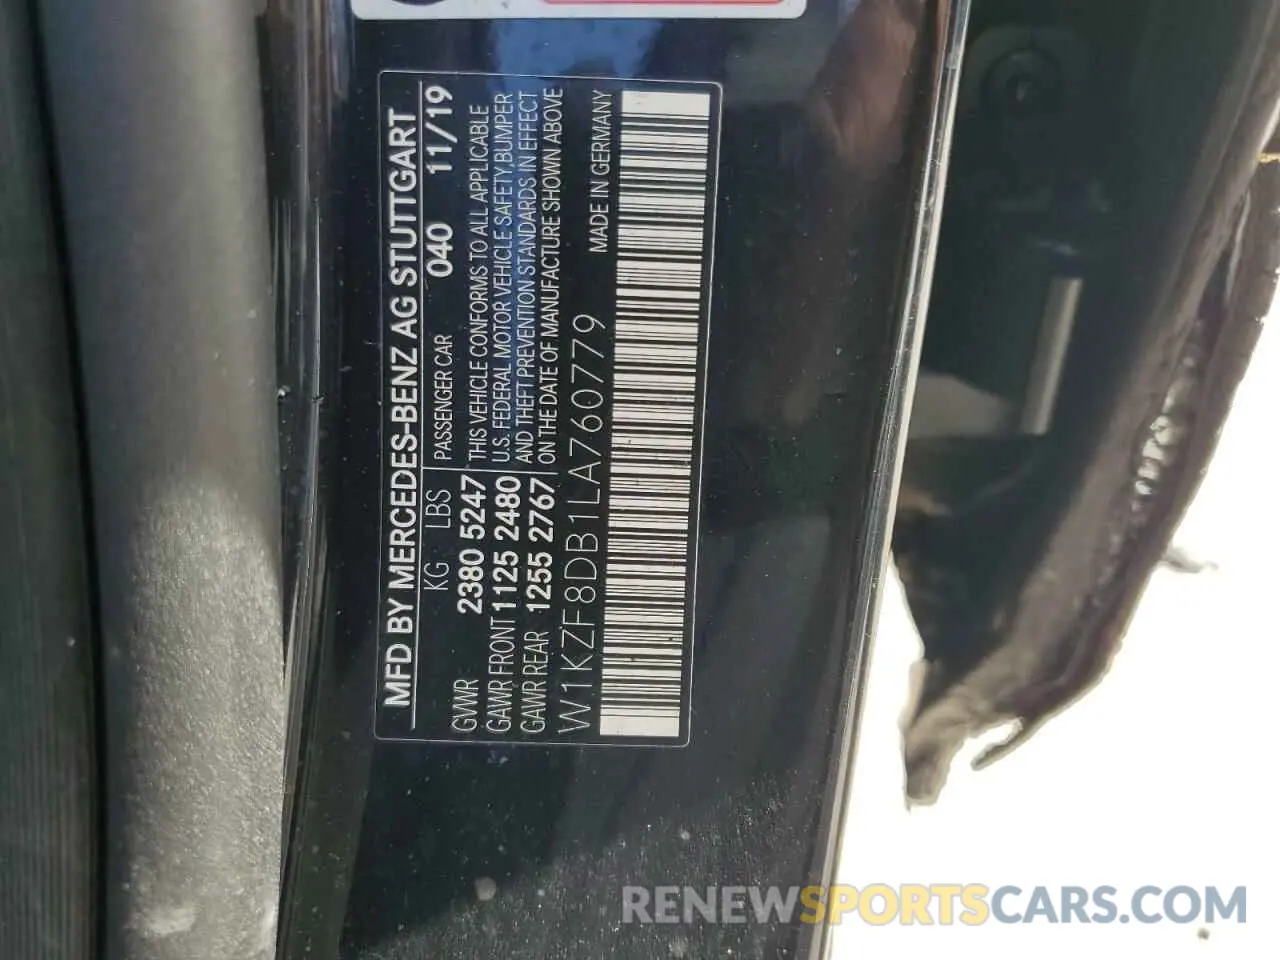 MFD BY MERCEDES-BENZ AG STUTTGART
KG LBS PASSENGER CAR 040 11/19
GVWR 2380 5247 THIS VEHICLE CONFORMS TO ALL APPLICABLE
GAWR FRONT 1125 2480 U.S. FEDERAL MOTOR VEHICLE SAFETY,BUMPER
GAWR REAR 1255 2767 AND THEFT PREVENTION STANDARDS IN EFFECT
ON THE DATE OF MANUFACTURE SHOWN ABOVE
W1KZF8DB1LA760779 MADE IN GERMANY
RENEWSPORTSCARS.COM